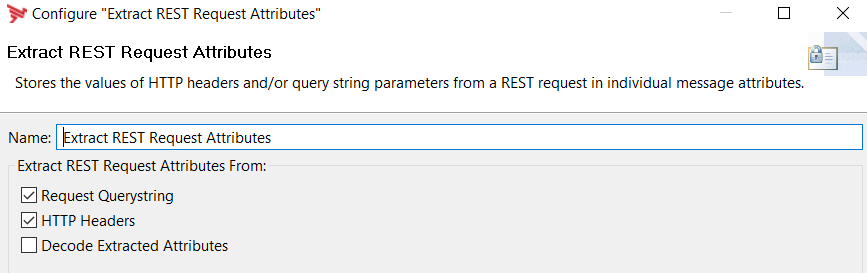 Configure "Extract REST Request Attributes"
Extract REST Request Attributes
Stores the values of HTTP headers and/or query string parameters from a REST request in individual message attributes.
Name: Extract REST Request Attributes
Extract REST Request Attributes From:
Request Querystring
HTTP Headers
Decode Extracted Attributes